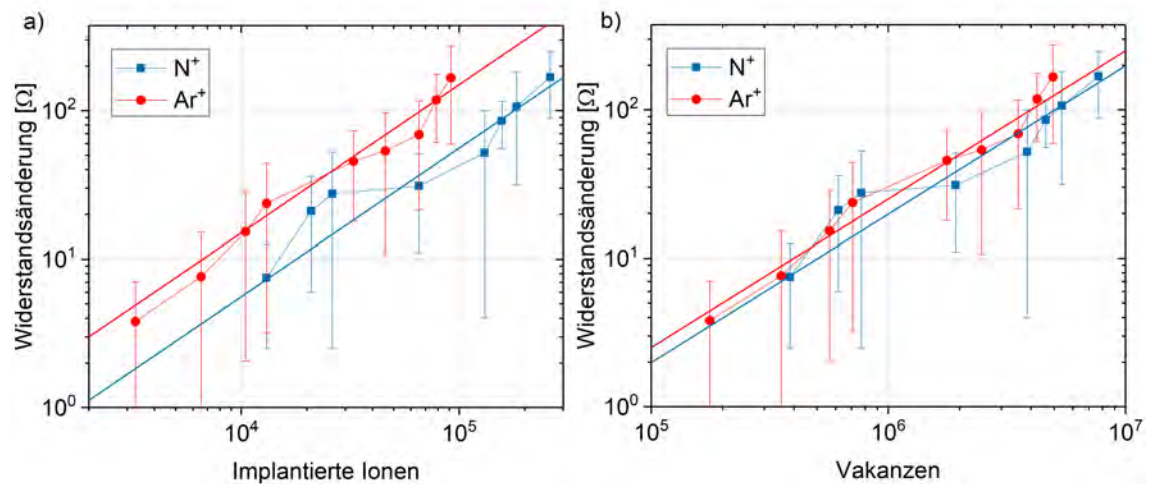 a)
N⁺
Ar⁺
Widerstandsänderung [Ω]
10²
10¹
10⁰
10⁴
10⁵
Implantierte Ionen
b)
N⁺
Ar⁺
Widerstandsänderung [Ω]
10²
10¹
10⁰
10⁵
10⁶
10⁷
Vakanzen